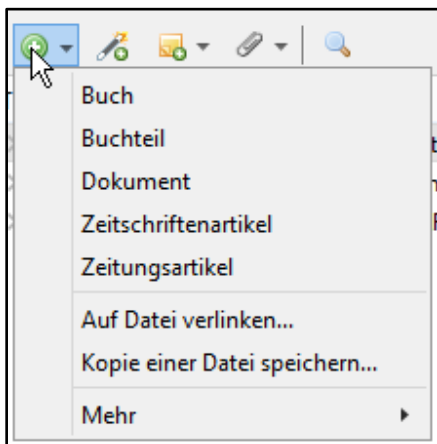 Buch
Buchteil
Dokument
Zeitschriftenartikel
Zeitungsartikel
Auf Datei verlinken...
Kopie einer Datei speichern...
Mehr